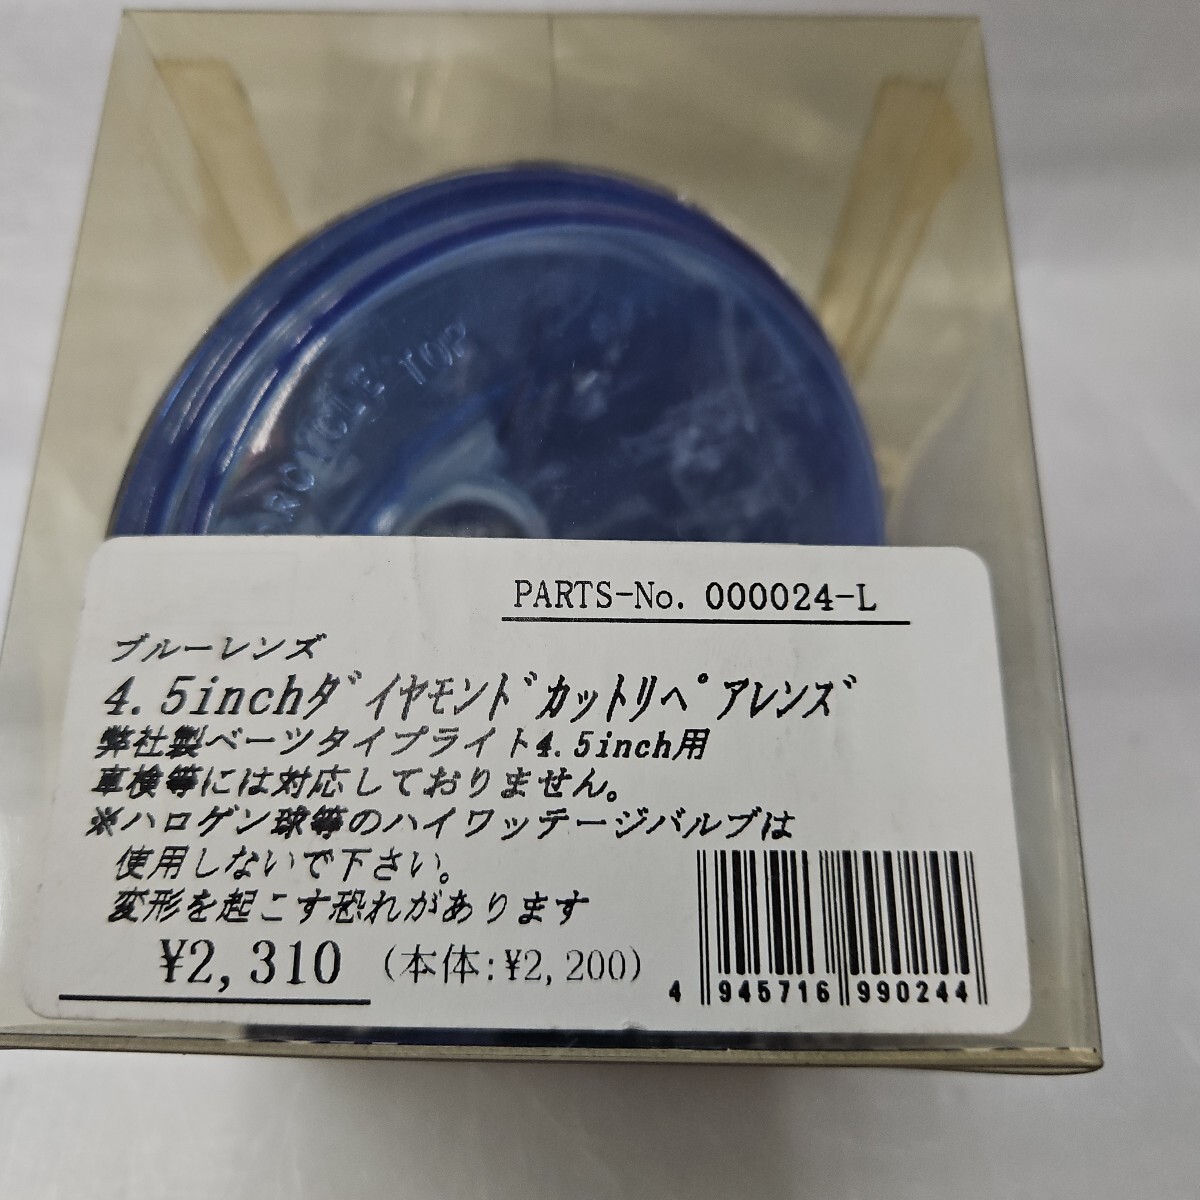 TOP
PARTS-No. 000024-L
ブルーレンズ
4.5inchダイヤモンドカットリペアレンズ
弊社製ベーツタイプライト4.5inch用
車検等には対応しておりません。
※ハロゲン球等のハイワッテージバルブは
使用しないで下さい。
変形を起こす恐れがあります
¥2,310 (本体:¥2,200)
4 945716 990244